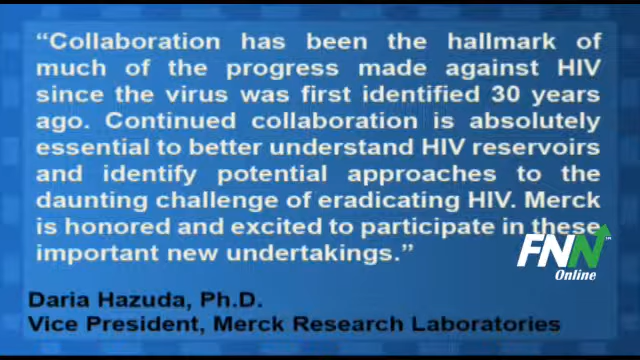 “Collaboration has been the hallmark of
much of the progress made against HIV
since the virus was first identified 30 years
ago. Continued collaboration is absolutely
essential to better understand HIV reservoirs
and identify potential approaches to the
daunting challenge of eradicating HIV. Merck
is honored and excited to participate in these
important new undertakings.”
FNN
Online
Daria Hazuda, Ph.D.
Vice President, Merck Research Laboratories